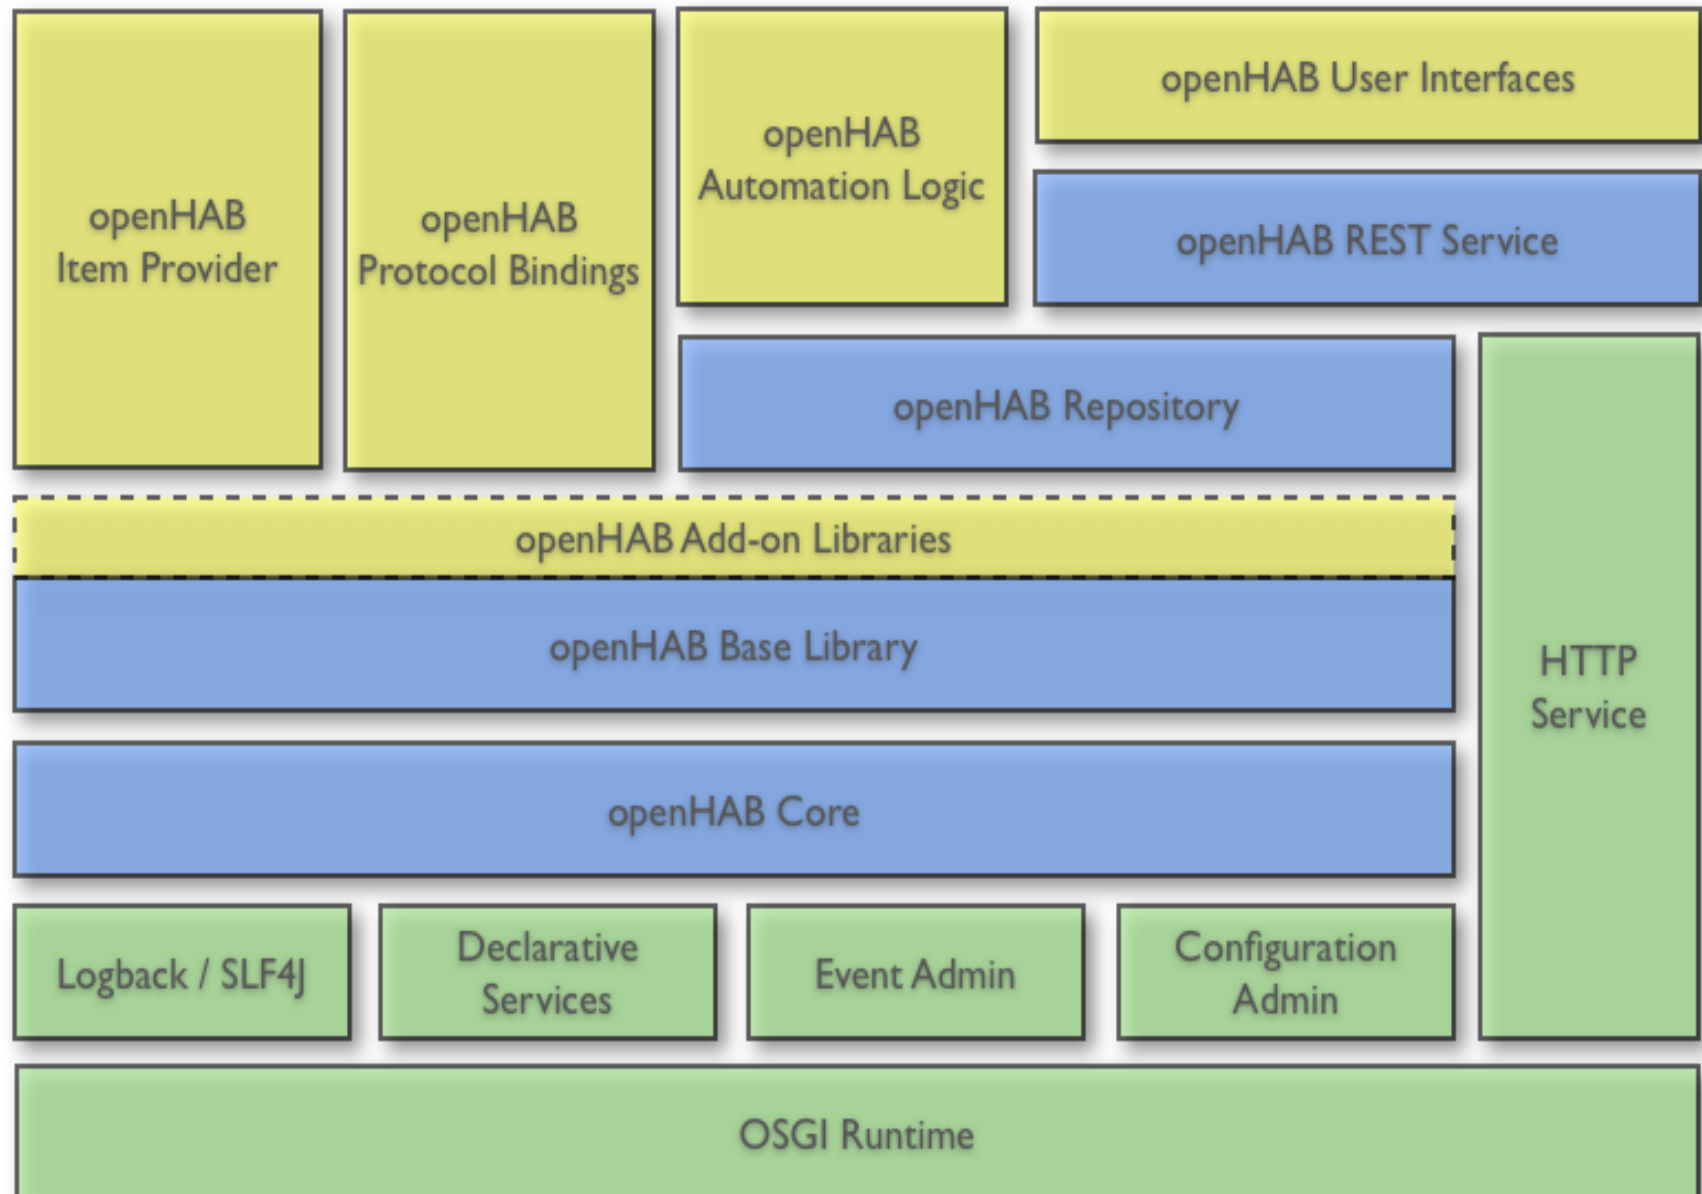 openHAB
Item Provider
openHAB
Protocol Bindings
openHAB
Automation Logic
openHAB User Interfaces
openHAB REST Service
openHAB Repository
openHAB Add-on Libraries
openHAB Base Library
HTTP
Service
openHAB Core
Logback / SLF4J
Declarative
Services
Event Admin
Configuration
Admin
OSGI Runtime